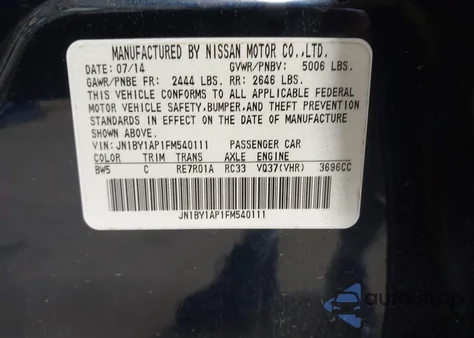 MANUFACTURED BY NISSAN MOTOR CO.,LTD.
DATE: 07/14 GVWR/PNBV: 5006 LBS.
GAWR/PNBE FR: 2444 LBS. RR: 2646 LBS.
THIS VEHICLE CONFORMS TO ALL APPLICABLE FEDERAL
MOTOR VEHICLE SAFETY,BUMPER,AND THEFT PREVENTION
STANDARDS IN EFFECT ON THE DATE OF MANUFACTURE
SHOWN ABOVE.
VIN: JN1BY1AP1FM540111 PASSENGER CAR
COLOR TRIM TRANS AXLE ENGINE
BW5 C RE7R01A RC33 VQ37(VHR) 3696CC
JN1BY1AP1FM540111
autoGroup